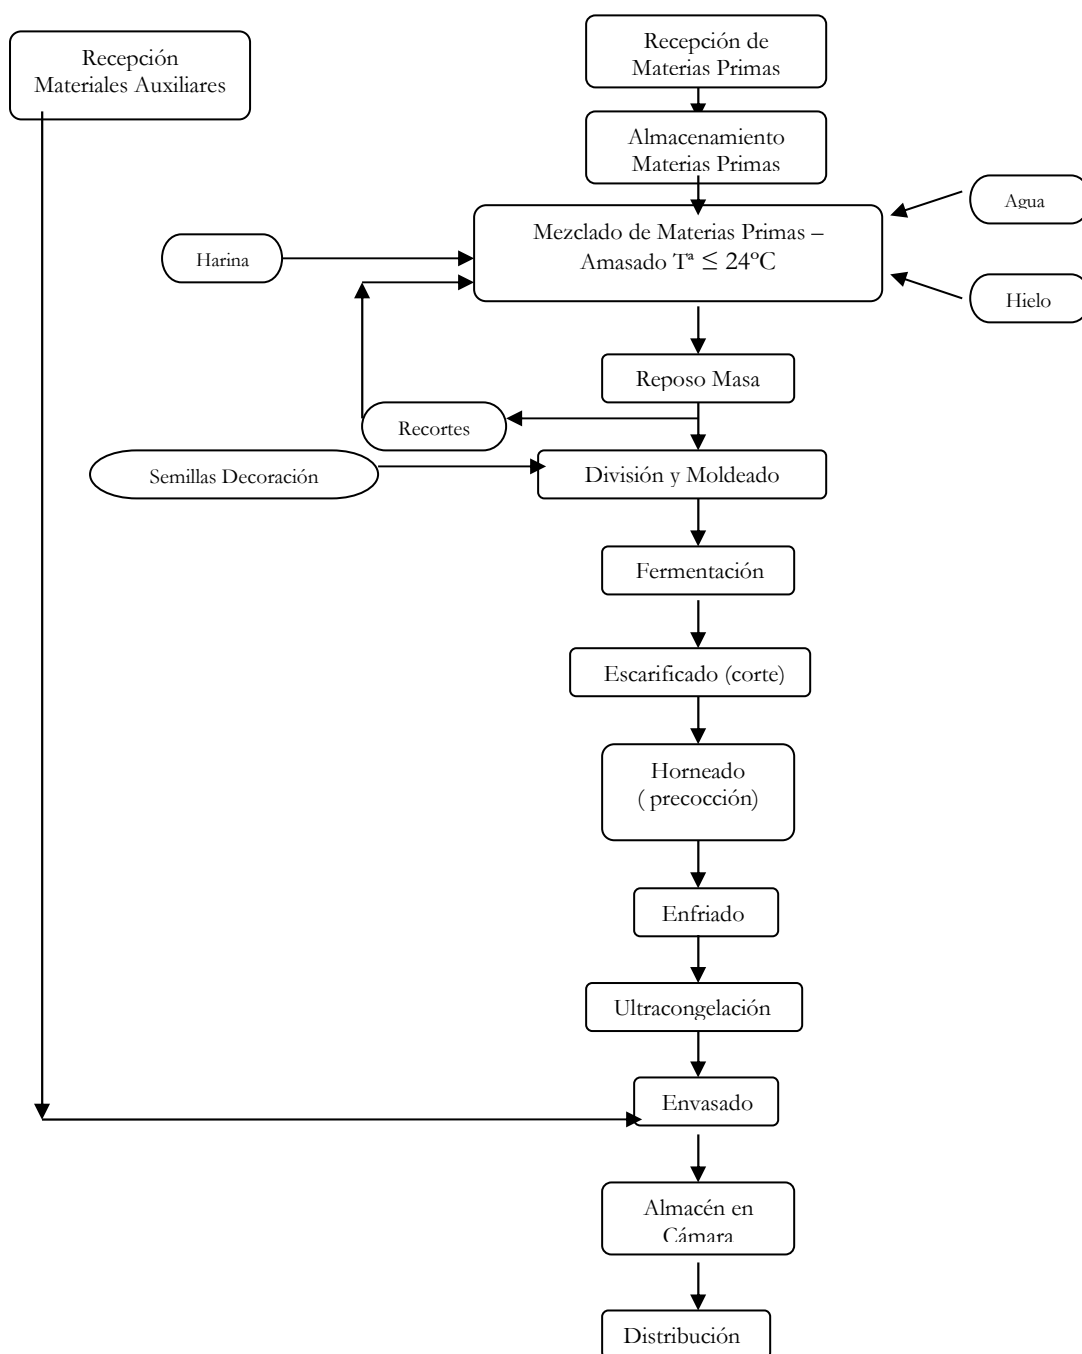 Recepción
Materiales Auxiliares
Recepción de
Materias Primas
Almacenamiento
Materias Primas
Agua
Mezclado de Materias Primas –
Amasado Tª ≤ 24ºC
Harina
Hielo
Reposo Masa
Recortes
Semillas Decoración
División y Moldeado
Fermentación
Escarificado (corte)
Horneado
( precocción)
Enfriado
Ultracongelación
Envasado
Almacén en
Cámara
Distribución